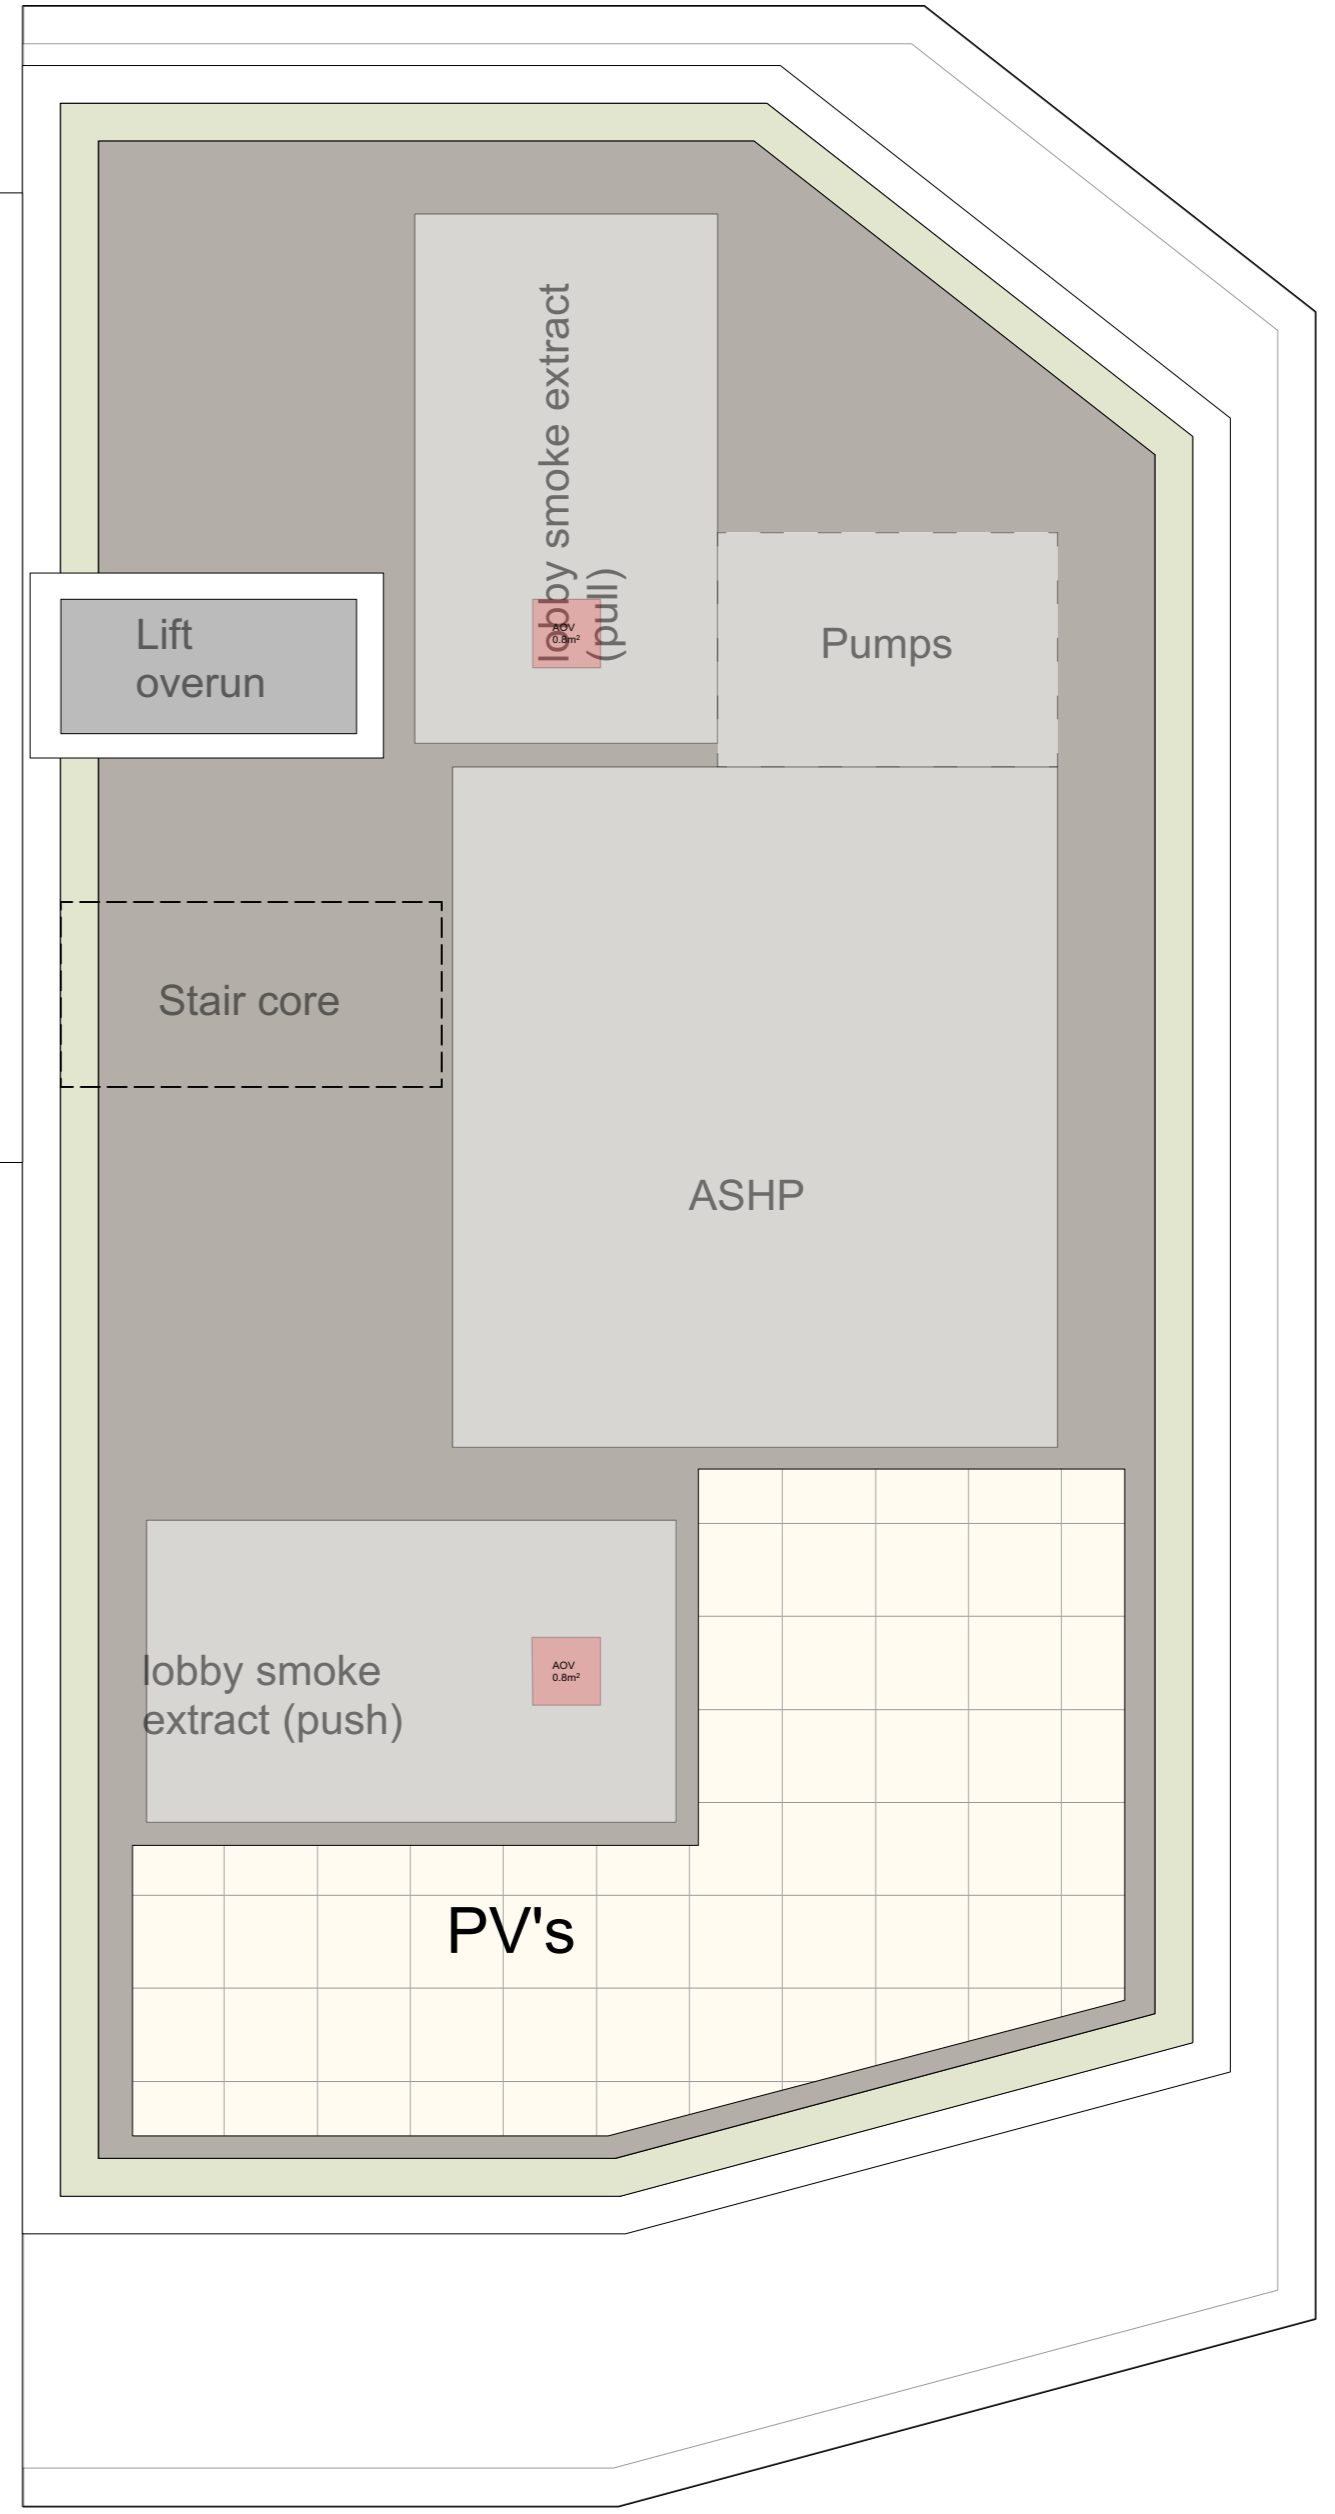 lobby smoke extract
(pull)
AOV
0.8m²
Lift
overun
Pumps
Stair core
ASHP
lobby smoke
extract (push)
AOV
0.8m²
PV's